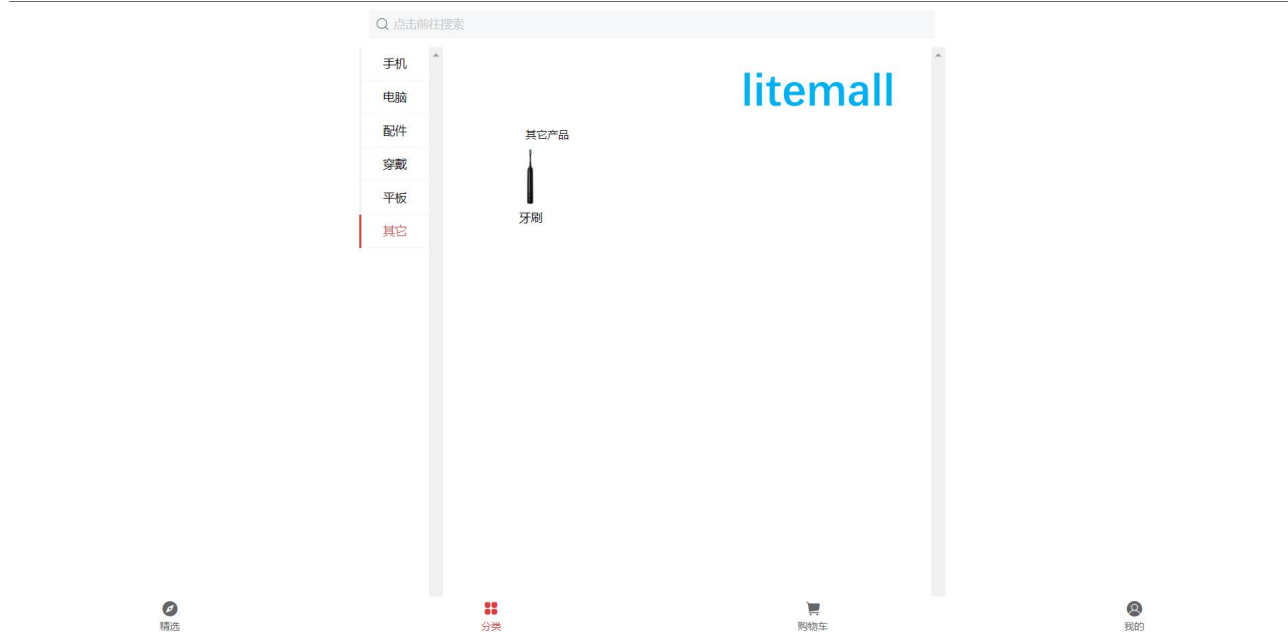 点击前往搜索
手机
电脑
配件
穿戴
平板
其它
litemall
其它产品
牙刷
精选
分类
购物车
我的